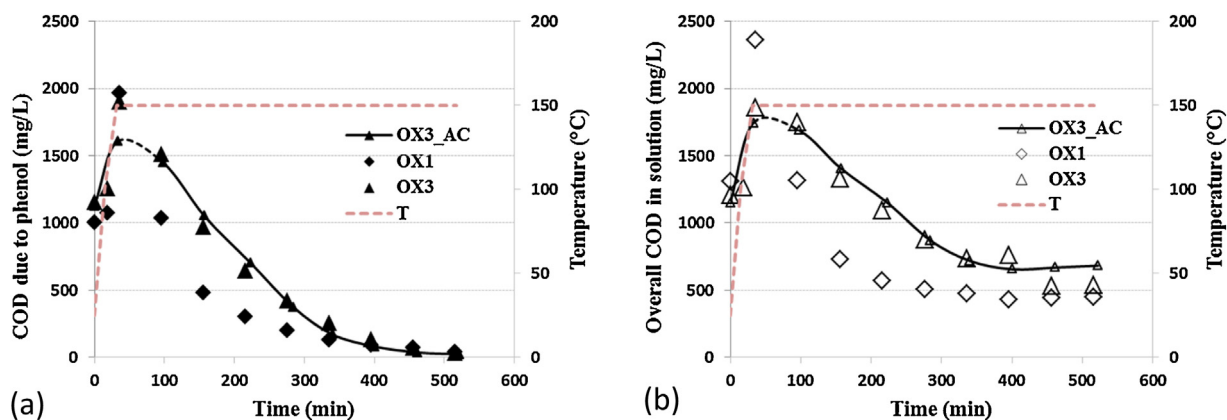 2500
2000
1500
1000
500
0
COD due to phenol (mg/L)
0 100 200 300 400 500 600
Time (min)
200
150
100
50
0
Temperature (°C)
OX3_AC
OX1
OX3
T
(a)
2500
2000
1500
1000
500
0
Overall COD in solution (mg/L)
0 100 200 300 400 500 600
Time (min)
200
150
100
50
0
Temperature (°C)
OX3_AC
OX1
OX3
T
(b)